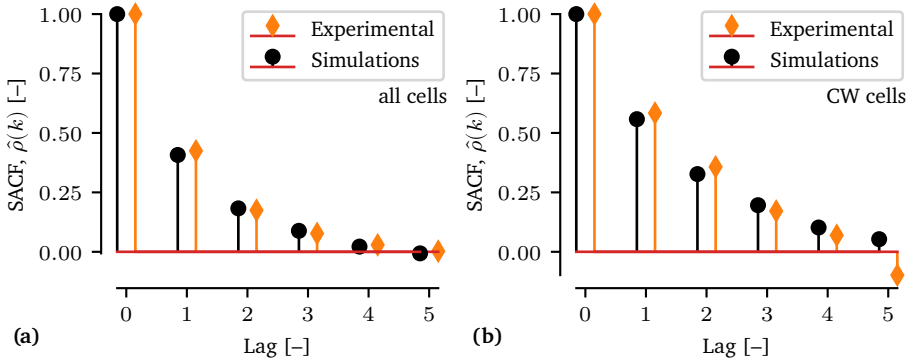 1.00
0.75
0.50
0.25
0.00
SACF, ρ̂(k) [–]
Experimental
Simulations
all cells
0 1 2 3 4 5
Lag [–]
(a)
1.00
0.75
0.50
0.25
0.00
SACF, ρ̂(k) [–]
Experimental
Simulations
CW cells
0 1 2 3 4 5
Lag [–]
(b)